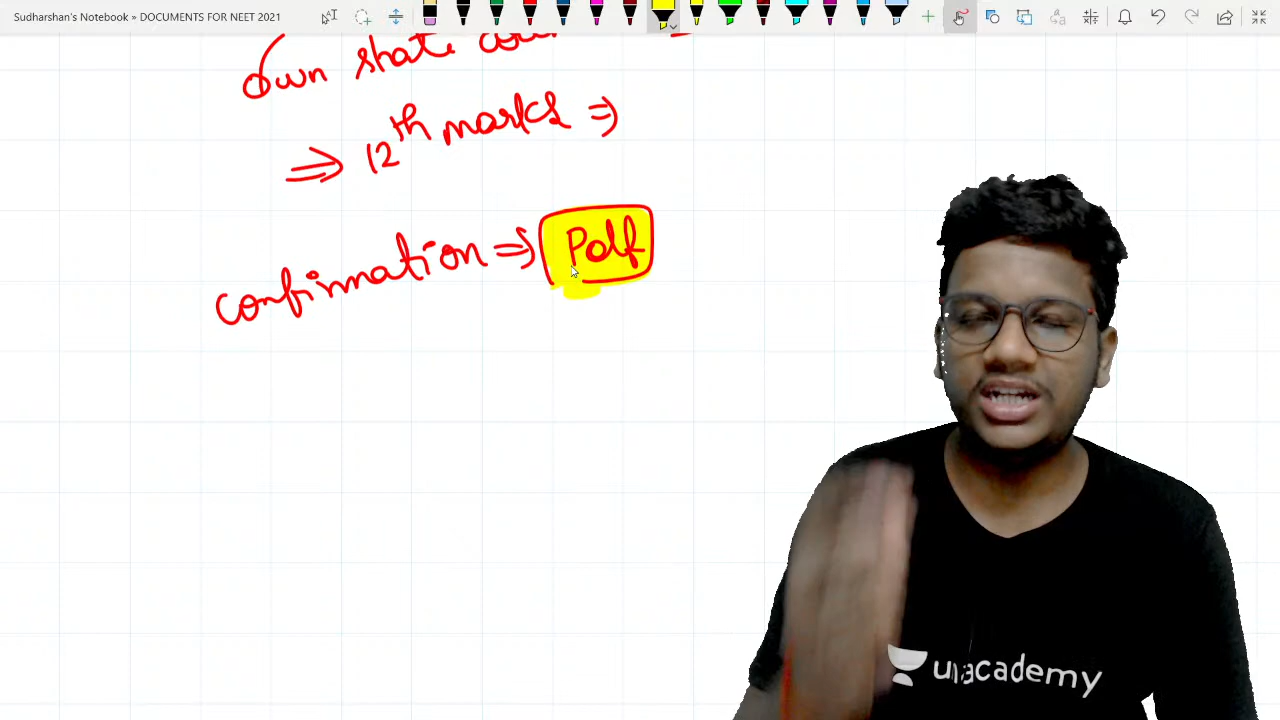 Sudharshan's Notebook » DOCUMENTS FOR NEET 2021
own state
⇒ 12th marks ⇒
confirmation ⇒ Pdf
unacademy